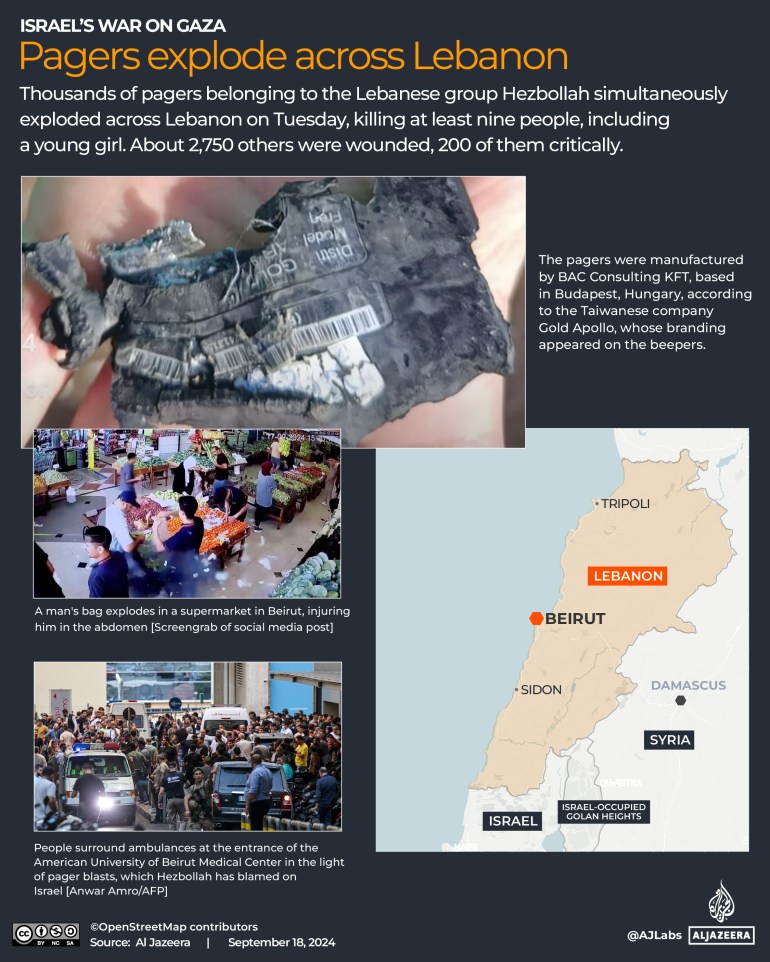 ISRAEL'S WAR ON GAZA
Pagers explode across Lebanon
Thousands of pagers belonging to the Lebanese group Hezbollah simultaneously
exploded across Lebanon on Tuesday, killing at least nine people, including
a young girl. About 2,750 others were wounded, 200 of them critically.
Distri
Model
Fred
GOL
The pagers were manufactured
by BAC Consulting KFT, based
in Budapest, Hungary, according
to the Taiwanese company
Gold Apollo, whose branding
appeared on the beepers.
A man's bag explodes in a supermarket in Beirut, injuring
him in the abdomen [Screengrab of social media post]
People surround ambulances at the entrance of the
American University of Beirut Medical Center in the light
of pager blasts, which Hezbollah has blamed on
Israel [Anwar Amro/AFP]
TRIPOLI
LEBANON
BEIRUT
SIDON
DAMASCUS
SYRIA
ISRAEL
ISRAEL-OCCUPIED
GOLAN HEIGHTS
BY NC SA
©OpenStreetMap contributors
Source: Al Jazeera | September 18, 2024
@AJLabs
ALJAZEERA